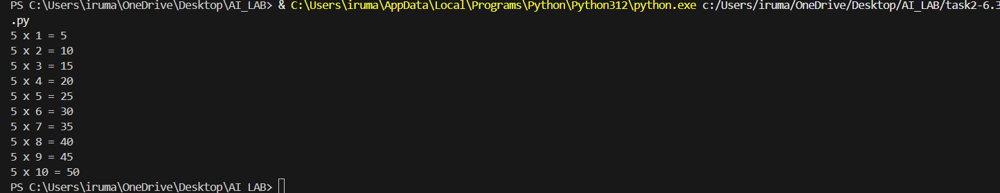 PS C:\Users\iruma\OneDrive\Desktop\AI_LAB> & C:\Users\iruma\AppData\Local\Programs\Python\Python312\python.exe c:/Users/iruma/OneDrive/Desktop/AI_LAB/task2-6.3
.py
5 x 1 = 5
5 x 2 = 10
5 x 3 = 15
5 x 4 = 20
5 x 5 = 25
5 x 6 = 30
5 x 7 = 35
5 x 8 = 40
5 x 9 = 45
5 x 10 = 50
PS C:\Users\iruma\OneDrive\Desktop\AI_LAB>